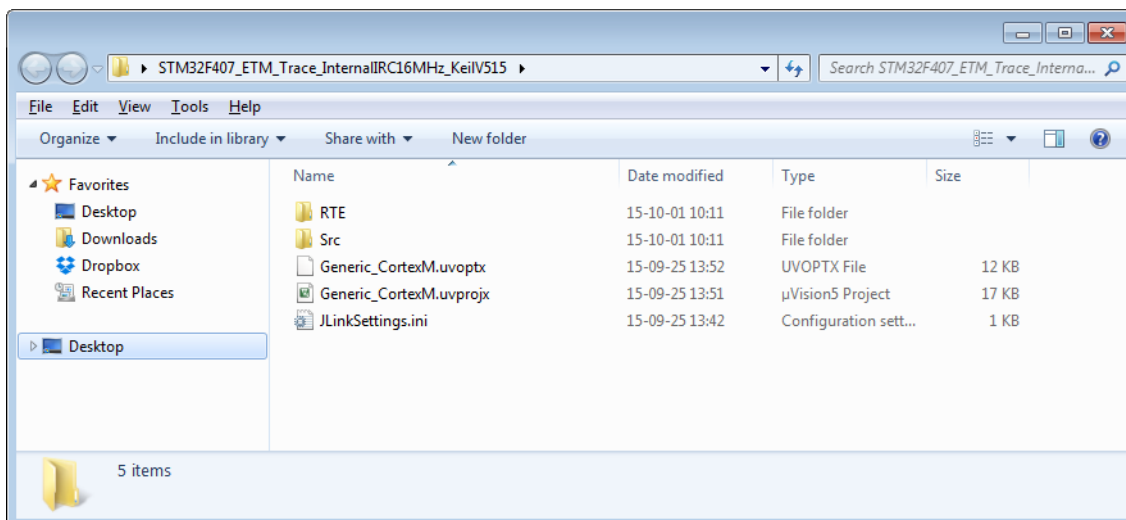 STM32F407_ETM_Trace_InternalIRC16MHz_KeilV515
Search STM32F407_ETM_Trace_Interna...
File Edit View Tools Help
Organize Include in library Share with New folder
Favorites
Desktop
Downloads
Dropbox
Recent Places
Desktop
Name Date modified Type Size
RTE 15-10-01 10:11 File folder
Src 15-10-01 10:11 File folder
Generic_CortexM.uvoptx 15-09-25 13:52 UVOPTX File 12 KB
Generic_CortexM.uvprojx 15-09-25 13:51 µVision5 Project 17 KB
JLinkSettings.ini 15-09-25 13:42 Configuration sett... 1 KB
5 items